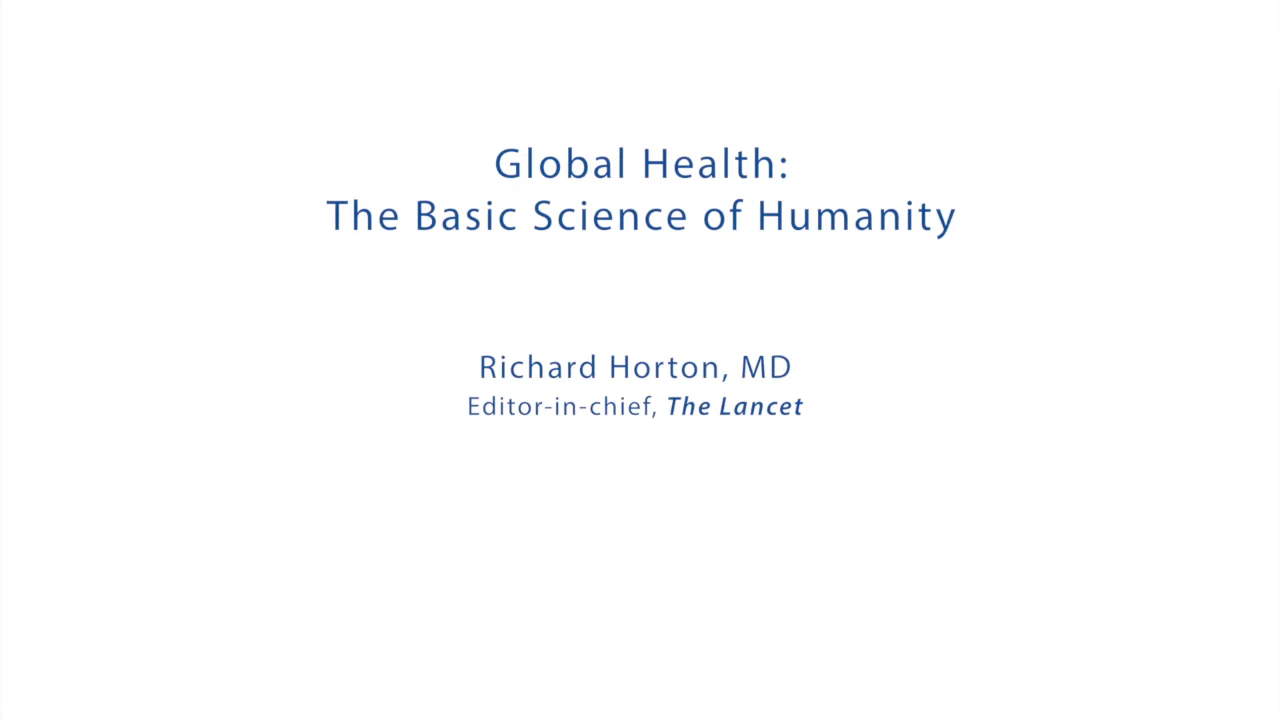 Global Health:
The Basic Science of Humanity
Richard Horton, MD
Editor-in-chief, The Lancet